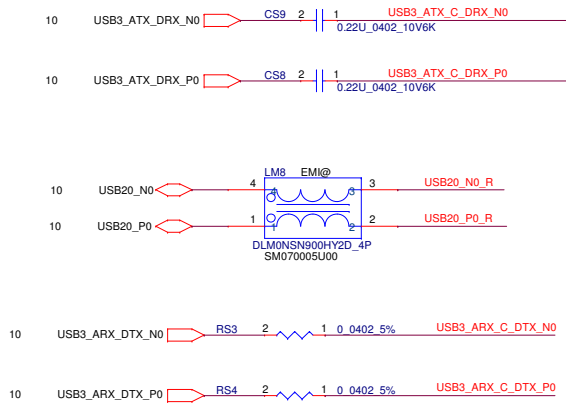 10 USB3_ATX_DRX_N0 CS9 2 1 USB3_ATX_C_DRX_N0
0.22U_0402_10V6K
10 USB3_ATX_DRX_P0 CS8 2 1 USB3_ATX_C_DRX_P0
0.22U_0402_10V6K
LM8 EMI@
10 USB20_N0 4 4 3 3 USB20_N0_R
10 USB20_P0 1 1 2 2 USB20_P0_R
DLM0NSN900HY2D_4P
SM070005U00
10 USB3_ARX_DTX_N0 RS3 2 1 0_0402_5% USB3_ARX_C_DTX_N0
10 USB3_ARX_DTX_P0 RS4 2 1 0_0402_5% USB3_ARX_C_DTX_P0